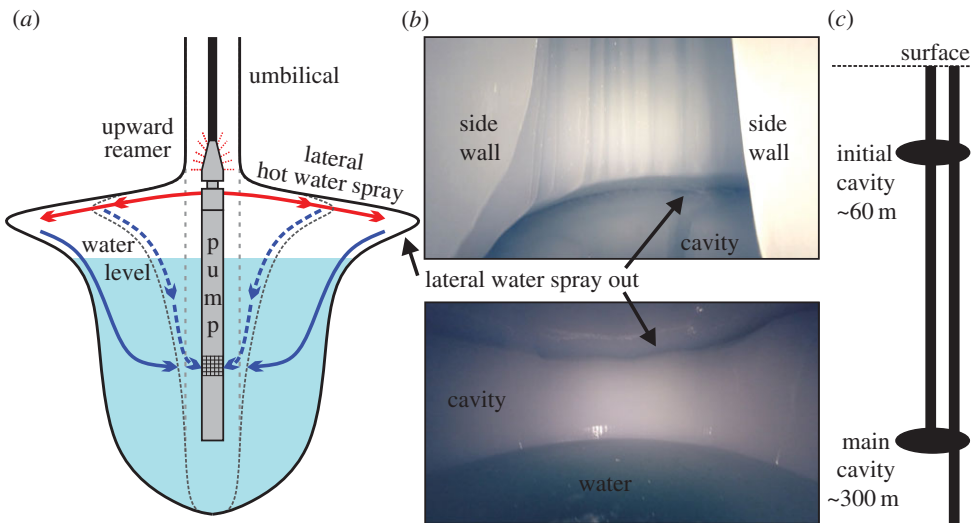 (a)
umbilical
upward
reamer
lateral
hot water spray
water
level
pump
(b)
side
wall
side
wall
cavity
lateral water spray out
cavity
water
(c)
surface
initial
cavity
~60 m
main
cavity
~300 m